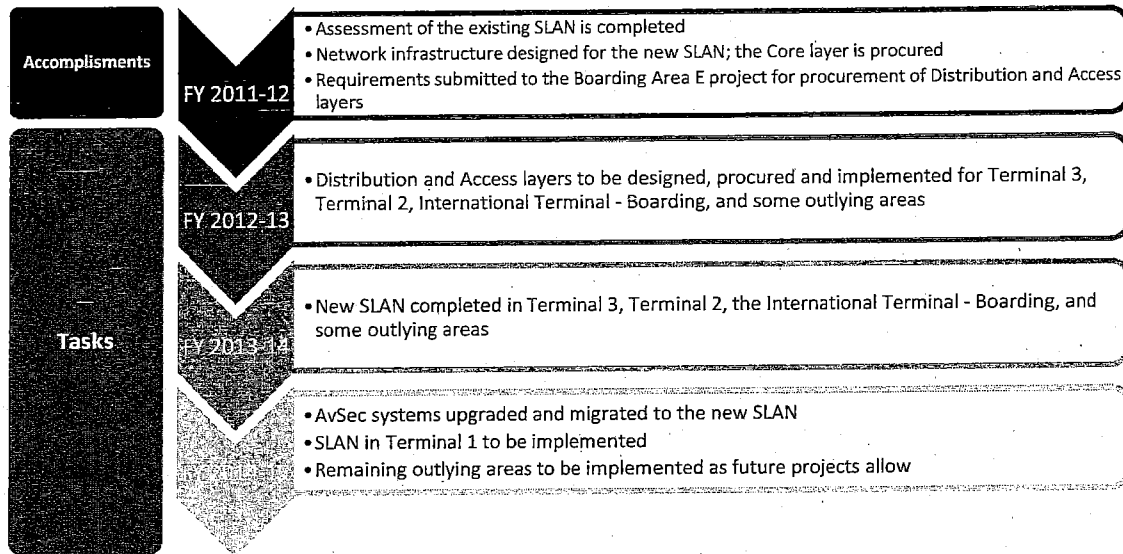 Accomplisments
FY 2011-12
• Assessment of the existing SLAN is completed
• Network infrastructure designed for the new SLAN; the Core layer is procured
• Requirements submitted to the Boarding Area E project for procurement of Distribution and Access
layers
Tasks
FY 2012-13
• Distribution and Access layers to be designed, procured and implemented for Terminal 3,
Terminal 2, International Terminal - Boarding, and some outlying areas
FY 2013-14
• New SLAN completed in Terminal 3, Terminal 2, the International Terminal - Boarding, and
some outlying areas
• AvSec systems upgraded and migrated to the new SLAN
• SLAN in Terminal 1 to be implemented
• Remaining outlying areas to be implemented as future projects allow